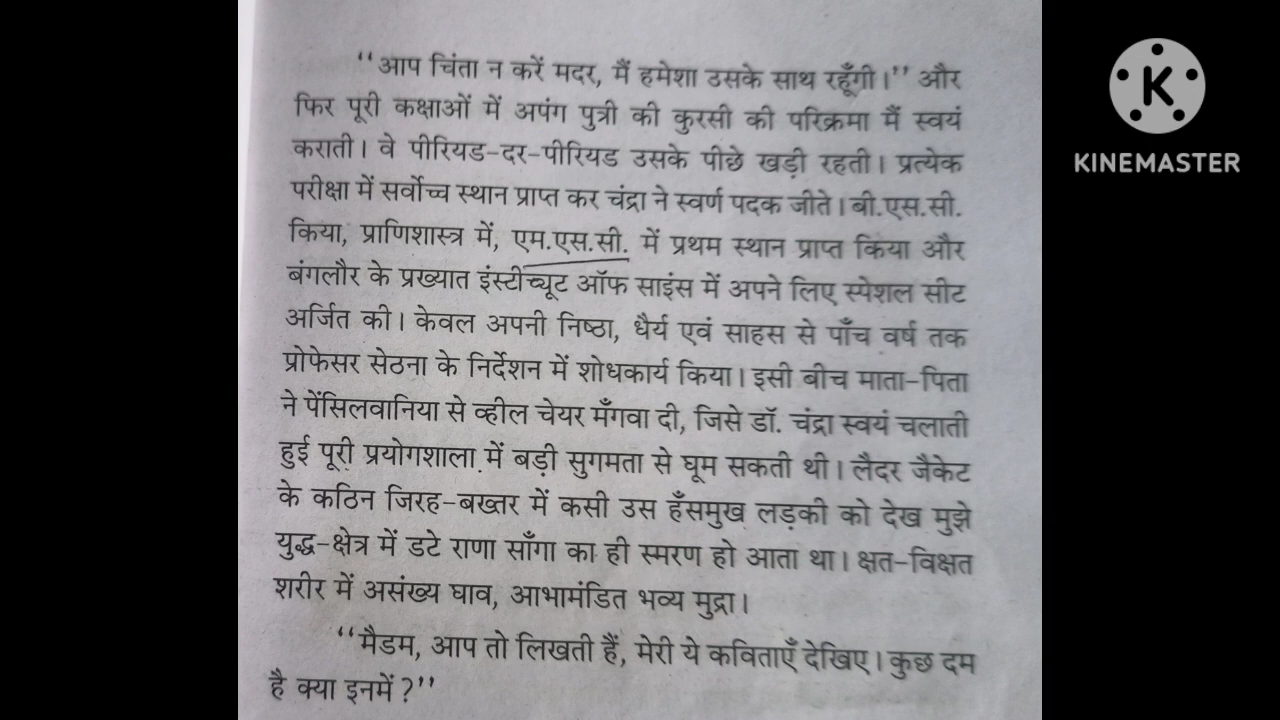 “आप चिंता न करें मदर, मैं हमेशा उसके साथ रहूँगी।” और
फिर पूरी कक्षाओं में अपंग पुत्री की कुरसी की परिक्रमा मैं स्वयं
कराती। वे पीरियड-दर-पीरियड उसके पीछे खड़ी रहती। प्रत्येक
परीक्षा में सर्वोच्च स्थान प्राप्त कर चंद्रा ने स्वर्ण पदक जीते। बी.एस.सी.
किया, प्राणिशास्त्र में, एम.एस.सी. में प्रथम स्थान प्राप्त किया और
बंगलौर के प्रख्यात इंस्टीच्यूट ऑफ साइंस में अपने लिए स्पेशल सीट
अर्जित की। केवल अपनी निष्ठा, धैर्य एवं साहस से पाँच वर्ष तक
प्रोफेसर सेठना के निर्देशन में शोधकार्य किया। इसी बीच माता-पिता
ने पेंसिलवानिया से व्हील चेयर मँगवा दी, जिसे डॉ. चंद्रा स्वयं चलाती
हुई पूरी प्रयोगशाला में बड़ी सुगमता से घूम सकती थी। लैदर जैकेट
के कठिन जिरह-बख्तर में कसी उस हँसमुख लड़की को देख मुझे
युद्ध-क्षेत्र में डटे राणा साँगा का ही स्मरण हो आता था। क्षत-विक्षत
शरीर में असंख्य घाव, आभामंडित भव्य मुद्रा।
“मैडम, आप तो लिखती हैं, मेरी ये कविताएँ देखिए। कुछ दम
है क्या इनमें ?”
K
KINEMASTER